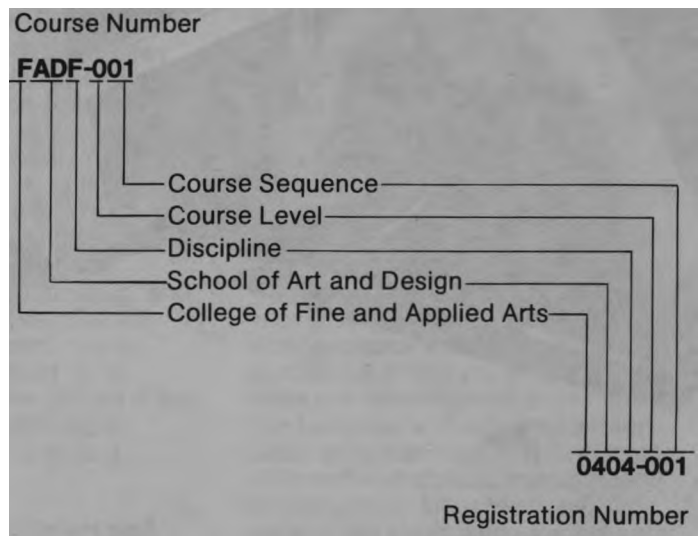 Course Number
FADF-001
Course Sequence
Course Level
Discipline
School of Art and Design
College of Fine and Applied Arts
0404-001
Registration Number